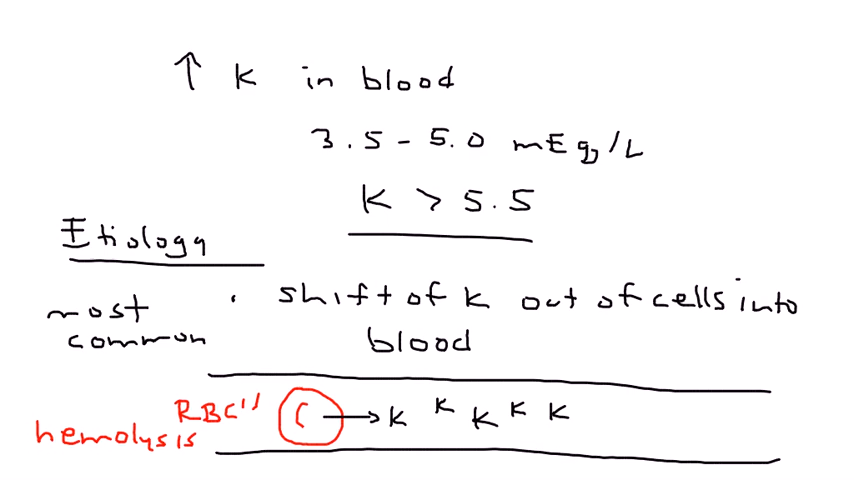 ↑ K in blood
3.5 - 5.0 mEq/L
K > 5.5
Etiology
most common
· shift of K out of cells into
blood
RBC's
hemolysis
C → K K K K K